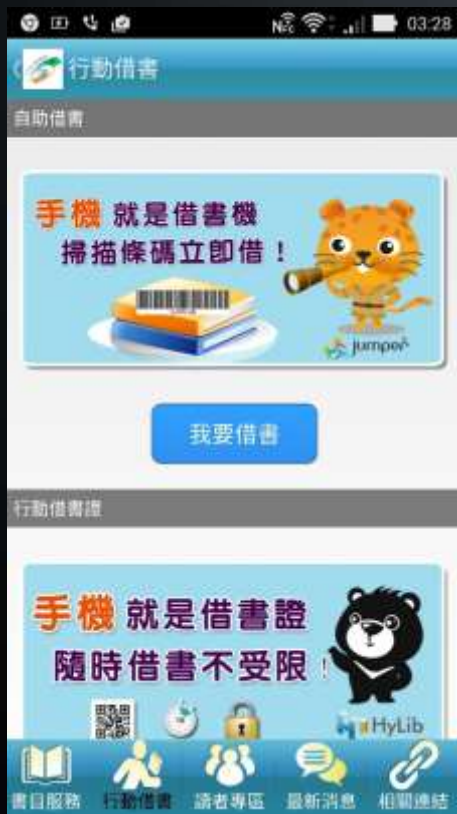 03:28
行動借書
自助借書
手機 就是借書機
掃描條碼立即借！
jumper
我要借書
行動借書證
手機 就是借書證
隨時借書不受限！
HyLib
書目服務 行動借書 讀者專區 最新消息 相關連結